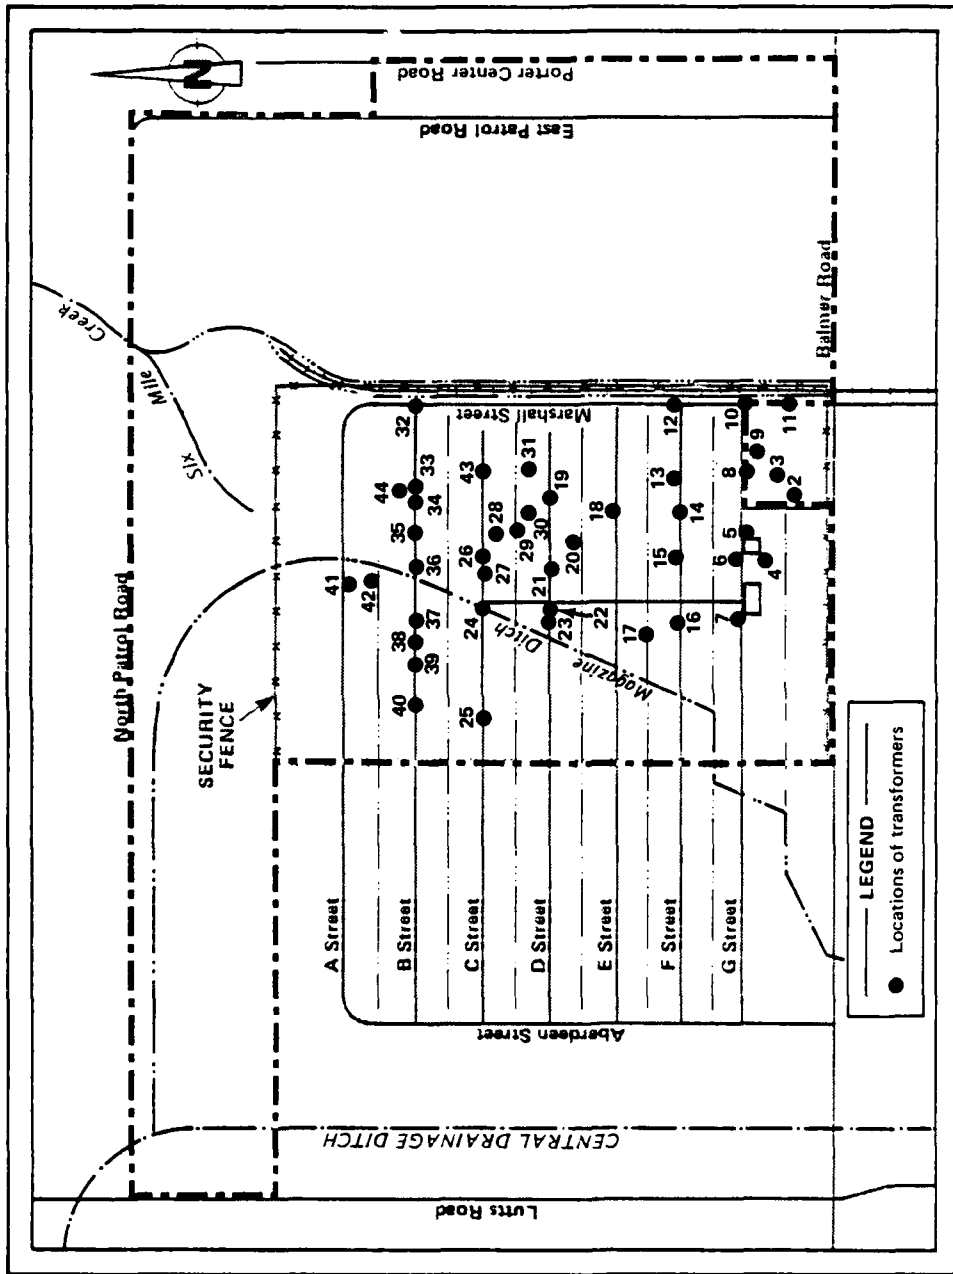 N
Porter Center Road
East Patrol Road
Six
Mile
Creek
North Patrol Road
SECURITY
FENCE
Marshall Street
Balmer Road
Magazine
Ditch
A Street
B Street
C Street
D Street
E Street
F Street
G Street
Aberdeen Street
CENTRAL DRAINAGE DITCH
Lutts Road
41
42
44
32
33
34
35
36
37
38
39
40
43
31
28
29
30
19
26
27
24
25
20
21
22
23
18
12
13
14
15
16
17
10
11
9
8
3
2
5
6
4
7
LEGEND
Locations of transformers